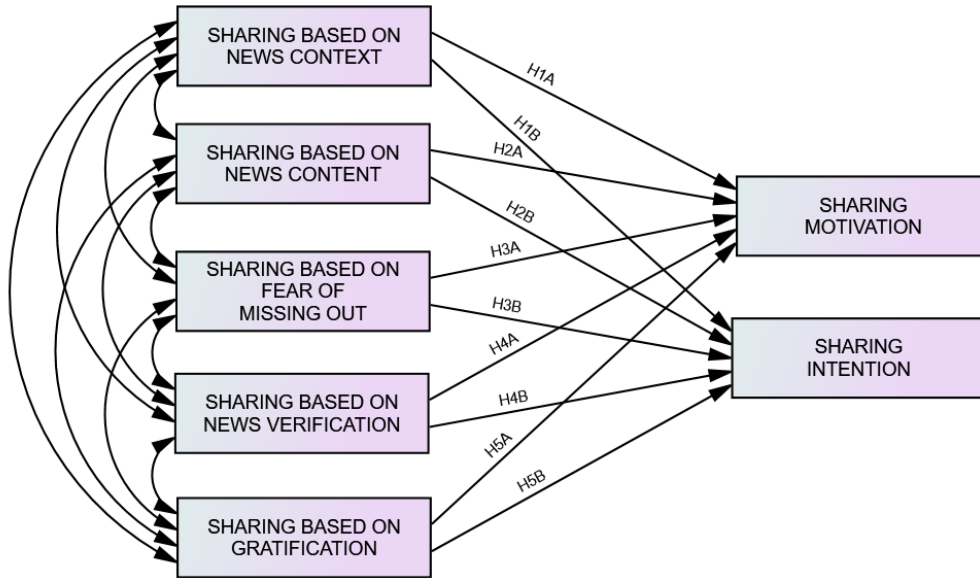 SHARING BASED ON
NEWS CONTEXT
SHARING BASED ON
NEWS CONTENT
SHARING BASED ON
FEAR OF
MISSING OUT
SHARING BASED ON
NEWS VERIFICATION
SHARING BASED ON
GRATIFICATION
H1A
H1B
H2A
H2B
H3A
H3B
H4A
H4B
H5A
H5B
SHARING
MOTIVATION
SHARING
INTENTION